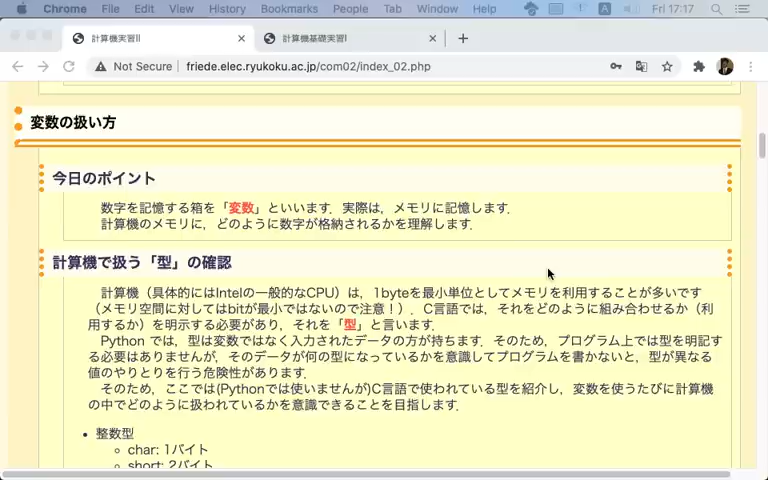 Chrome File Edit View History Bookmarks People Tab Window Help Fri 17:17
計算機実習II 計算機基礎実習I
Not Secure friede.elec.ryukoku.ac.jp/com02/index_02.php
変数の扱い方
今日のポイント
数字を記憶する箱を「変数」といいます．実際は，メモリに記憶します．
計算機のメモリに，どのように数字が格納されるかを理解します．
計算機で扱う「型」の確認
計算機（具体的にはIntelの一般的なCPU）は，1byteを最小単位としてメモリを利用することが多いです
（メモリ空間に対してはbitが最小ではないので注意！）．C言語では，それをどのように組み合わせるか（利
用するか）を明示する必要があり，それを「型」と言います．
Python では，型は変数ではなく入力されたデータの方が持ちます．そのため，プログラム上では型を明記す
る必要はありませんが，そのデータが何の型になっているかを意識してプログラムを書かないと，型が異なる
値のやりとりを行う危険性があります．
そのため，ここでは(Pythonでは使いませんが)C言語で使われている型を紹介し，変数を使うたびに計算機
の中でどのように扱われているかを意識できることを目指します．
整数型
char: 1バイト
short: 2バイト